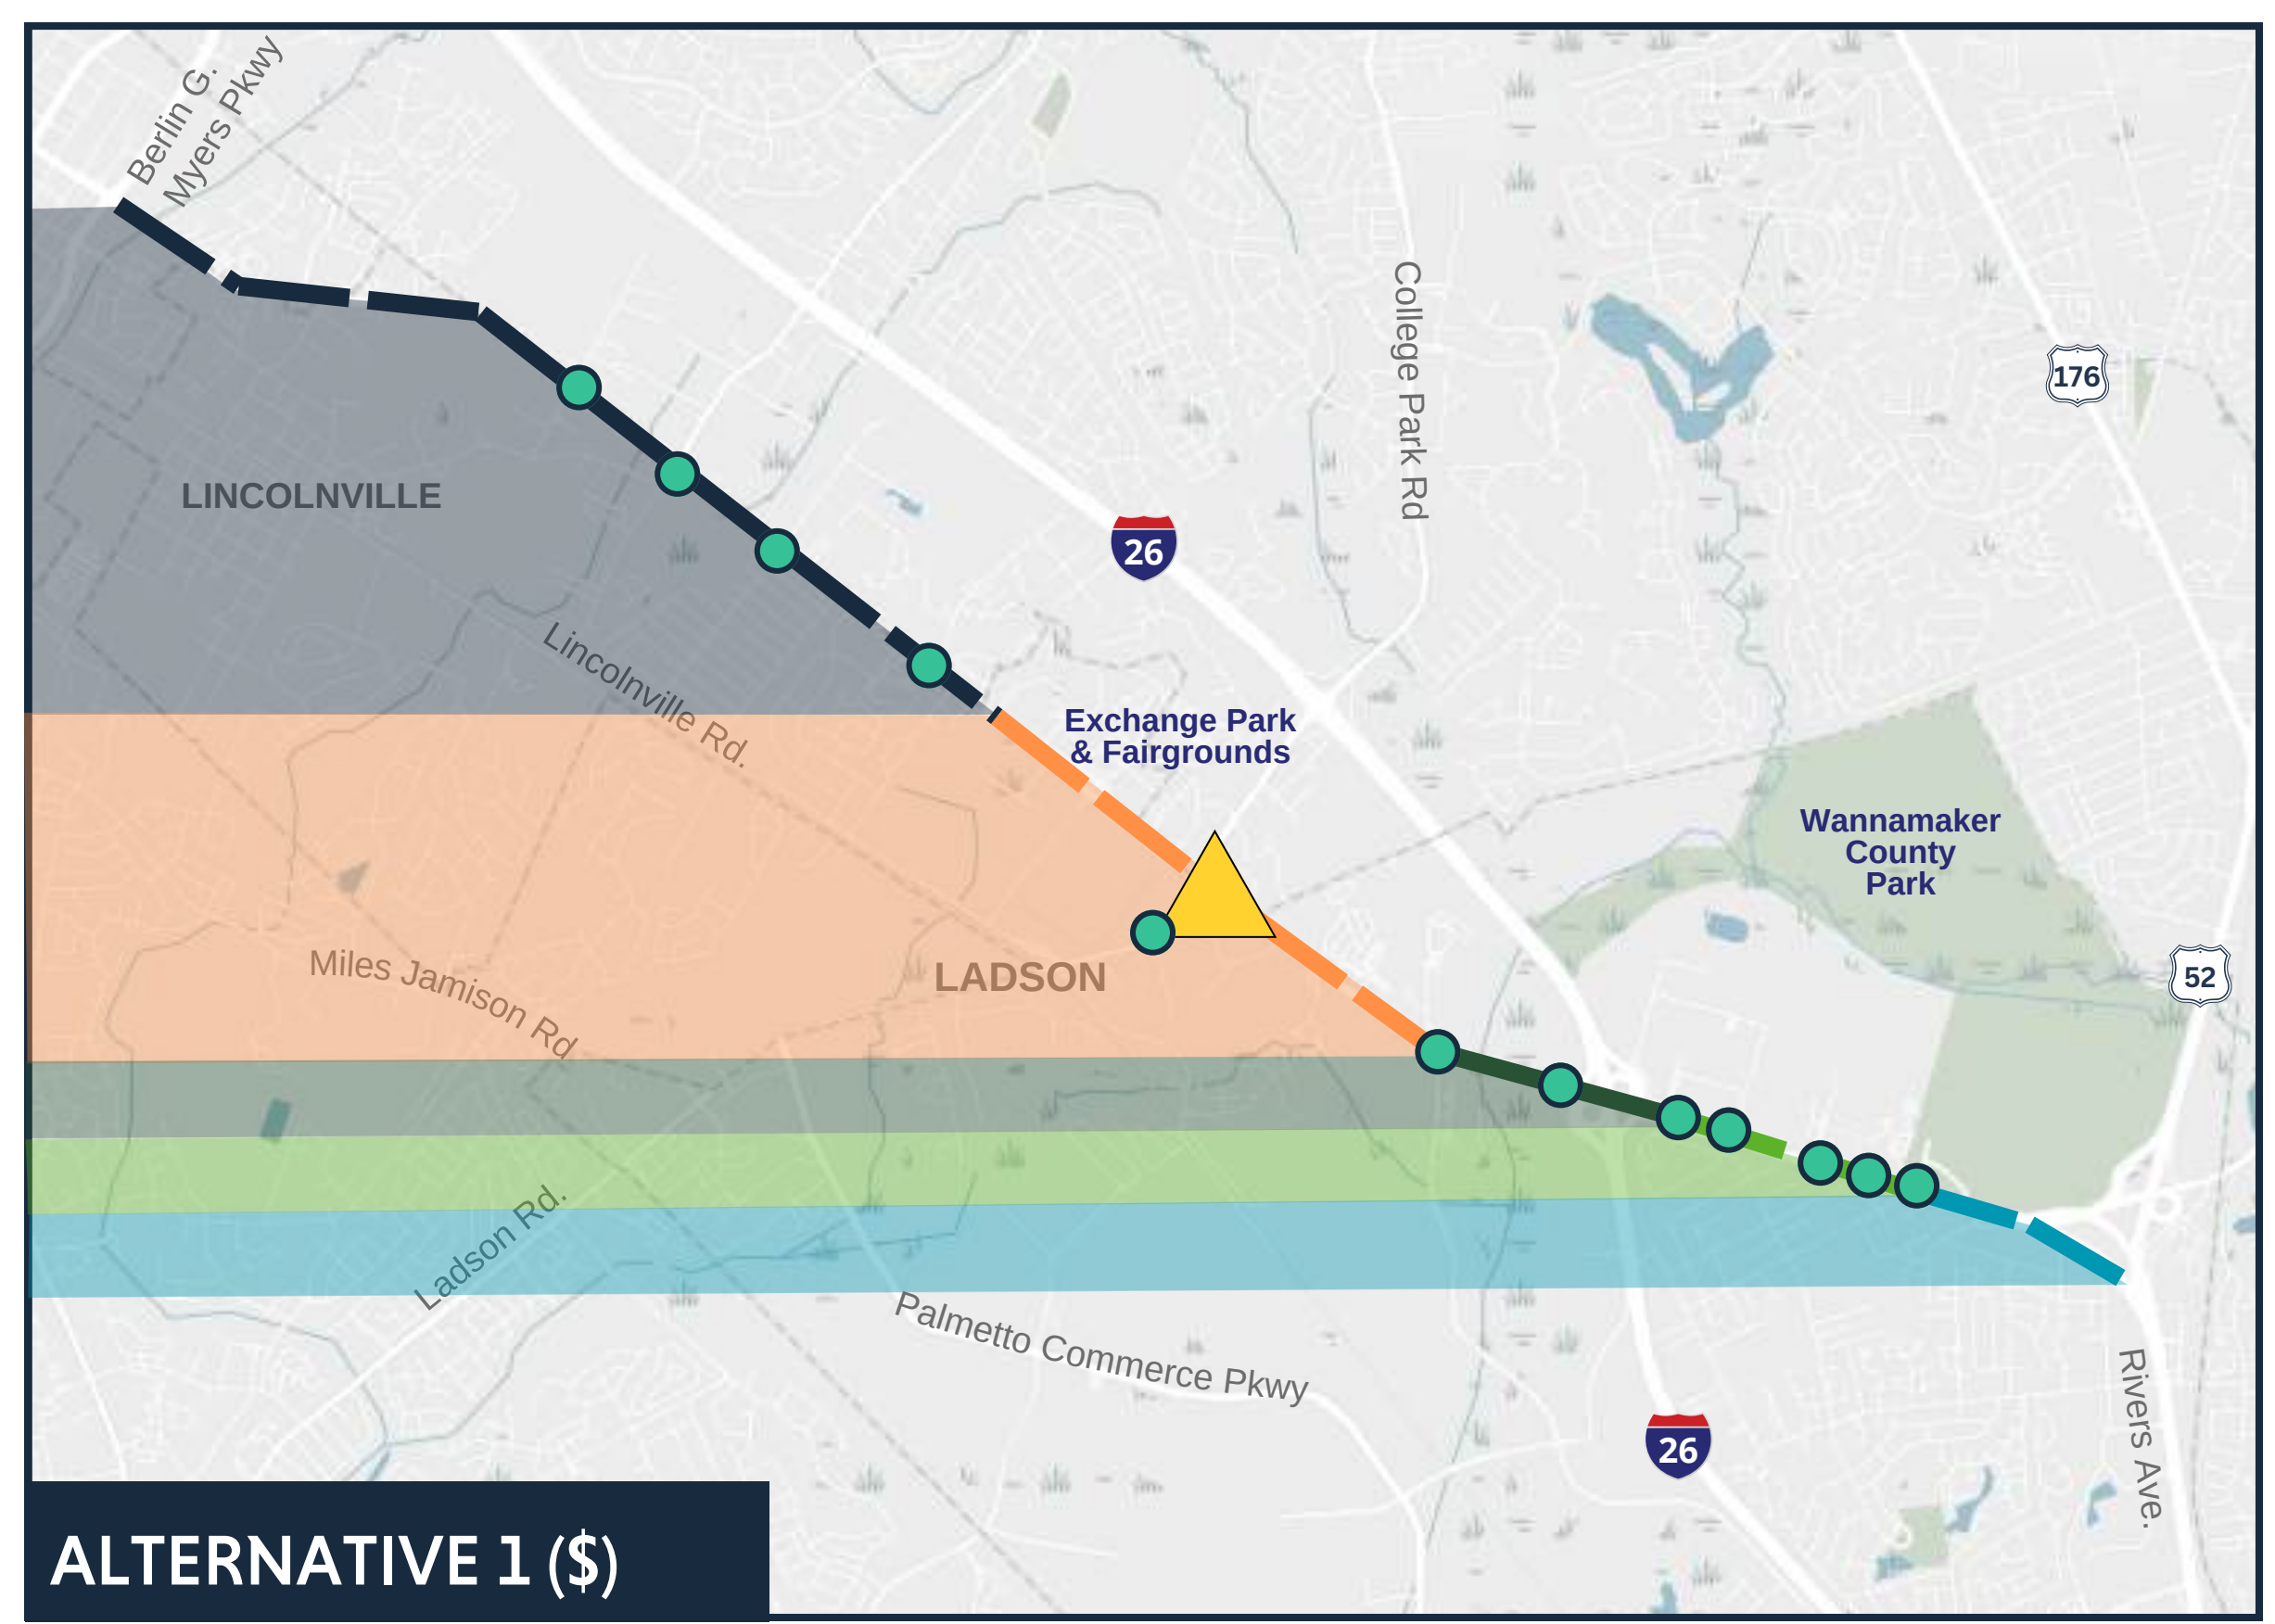 Berlin G.
Myers Pkwy
College Park Rd
176
LINCOLNVILLE
26
Lincolnville Rd.
Exchange Park
& Fairgrounds
Wannamaker
County
Park
Miles Jamison Rd
LADSON
52
Ladson Rd.
Palmetto Commerce Pkwy
Rivers Ave.
26
ALTERNATIVE 1 ($)